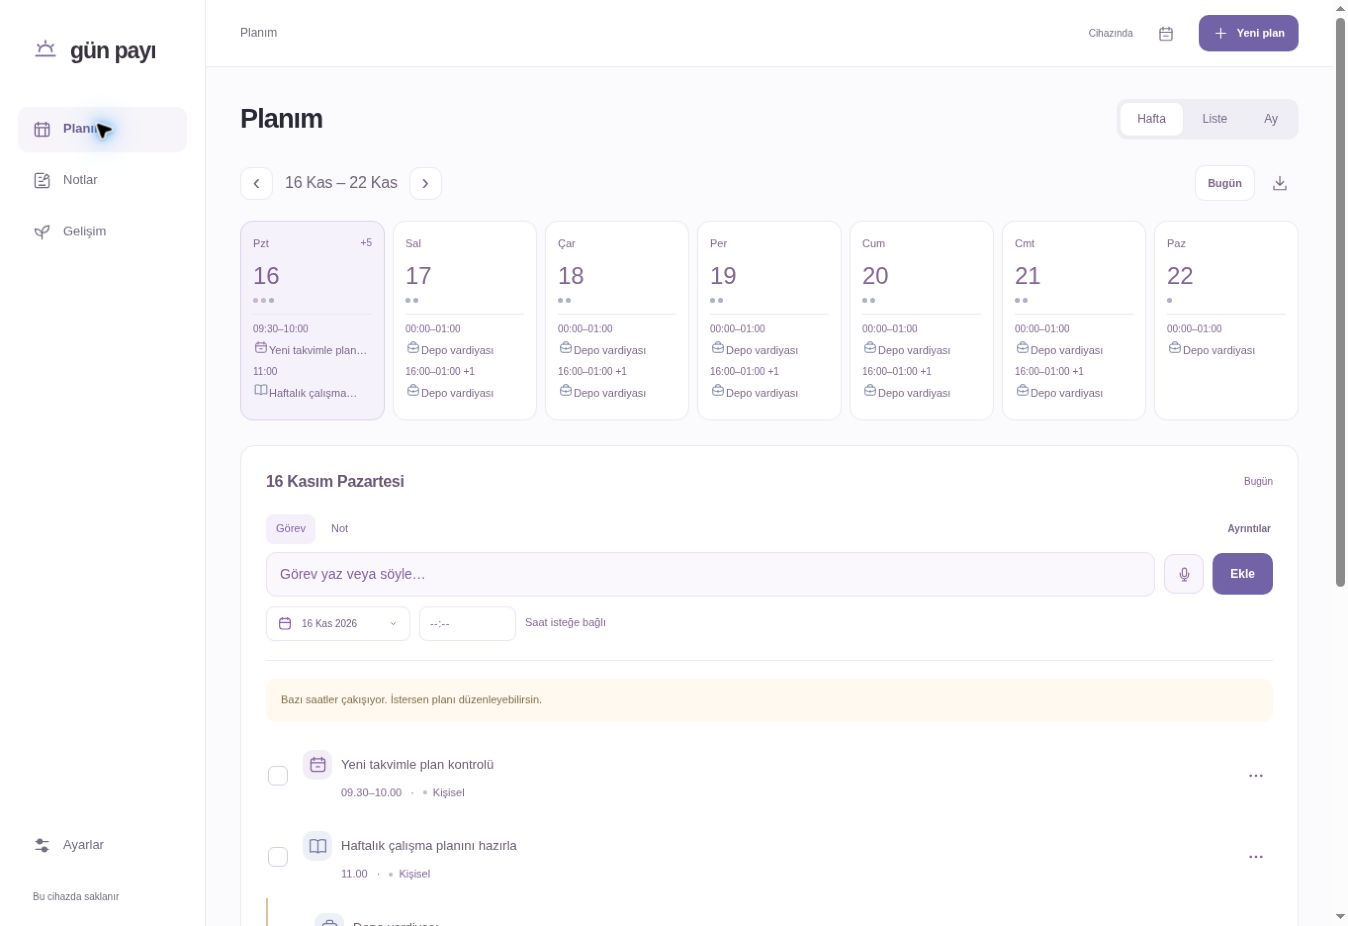 gün payı
Planım
Notlar
Gelişim
Ayarlar
Bu cihazda saklanır
Planım
Cihazında
Yeni plan
Planım
Hafta Liste Ay
16 Kas – 22 Kas
Bugün
Pzt +5
16
09:30–10:00
Yeni takvimle plan…
11:00
Haftalık çalışma…
Sal
17
00:00–01:00
Depo vardiyası
16:00–01:00 +1
Depo vardiyası
Çar
18
00:00–01:00
Depo vardiyası
16:00–01:00 +1
Depo vardiyası
Per
19
00:00–01:00
Depo vardiyası
16:00–01:00 +1
Depo vardiyası
Cum
20
00:00–01:00
Depo vardiyası
16:00–01:00 +1
Depo vardiyası
Cmt
21
00:00–01:00
Depo vardiyası
16:00–01:00 +1
Depo vardiyası
Paz
22
00:00–01:00
Depo vardiyası
16 Kasım Pazartesi
Bugün
Görev Not
Ayrıntılar
Görev yaz veya söyle…
Ekle
16 Kas 2026
--:--
Saat isteğe bağlı
Bazı saatler çakışıyor. İstersen planı düzenleyebilirsin.
Yeni takvimle plan kontrolü
09.30–10.00 · Kişisel
Haftalık çalışma planını hazırla
11.00 · Kişisel
Depo vardiyası